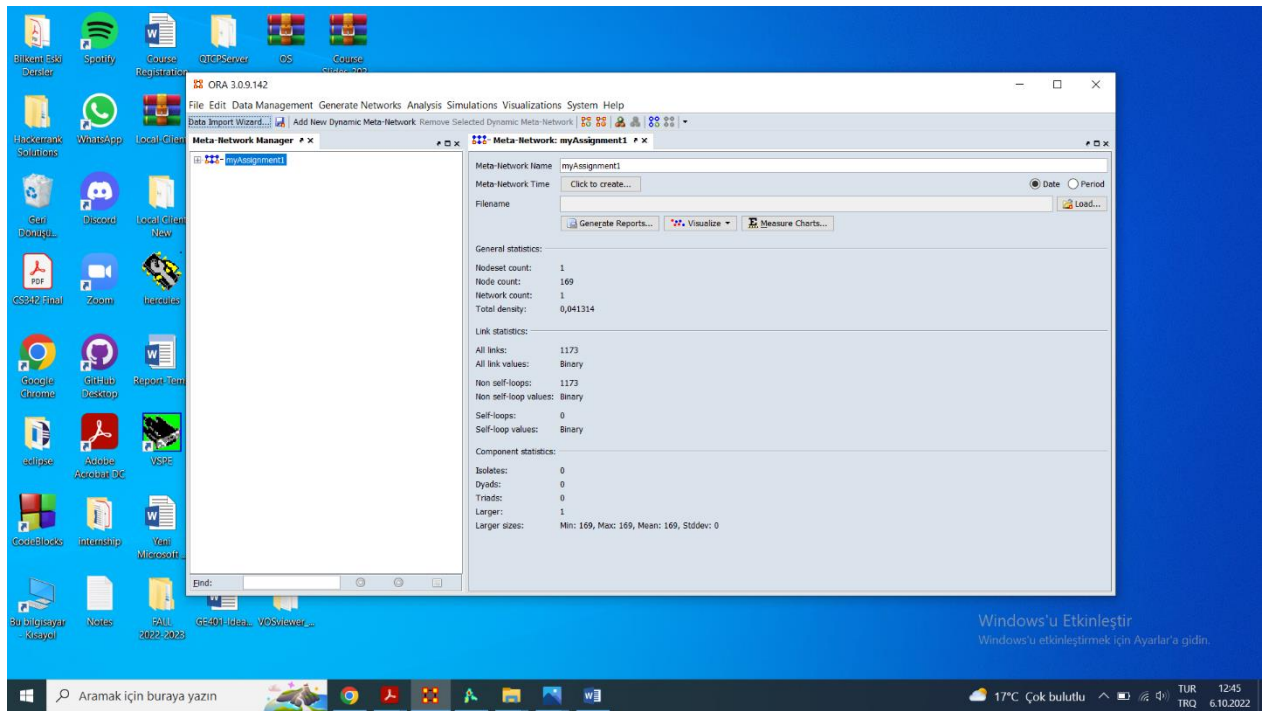 Bilkent Eski Dersler
Spotify
Course Registration
QTCPServer
OS
Course
ORA 3.0.9.142
File Edit Data Management Generate Networks Analysis Simulations Visualizations System Help
Data Import Wizard... Add New Dynamic Meta-Network Remove Selected Dynamic Meta-Network
Hackerrank Solutions
WhatsApp
Local-Client
Meta-Network Manager
myAssignment1
Meta-Network: myAssignment1
Meta-Network Name myAssignment1
Meta-Network Time Click to create... Date Period
Filename Load...
Generate Reports... Visualize Measure Charts...
General statistics:
Nodeset count: 1
Node count: 169
Network count: 1
Total density: 0,041314
Link statistics:
All links: 1173
All link values: Binary
Non self-loops: 1173
Non self-loop values: Binary
Self-loops: 0
Self-loop values: Binary
Component statistics:
Isolates: 0
Dyads: 0
Triads: 0
Larger: 1
Larger sizes: Min: 169, Max: 169, Mean: 169, Stddev: 0
Find:
Geri Dönüşü...
Discord
Local Client New
PDF
CS342 Final
Zoom
hercules
Google Chrome
GitHub Desktop
Report-Tem
eclipse
Adobe Acrobat DC
VSPE
CodeBlocks
internship
Yeni Microsoft ...
Bu bilgisayar - Kısayol
Notes
FALL 2022-2023
GE401-Idea...
VOSviewer_...
Windows'u Etkinleştir
Windows'u etkinleştirmek için Ayarlar'a gidin.
Aramak için buraya yazın
17°C Çok bulutlu
TUR
TRQ
12:45
6.10.2022